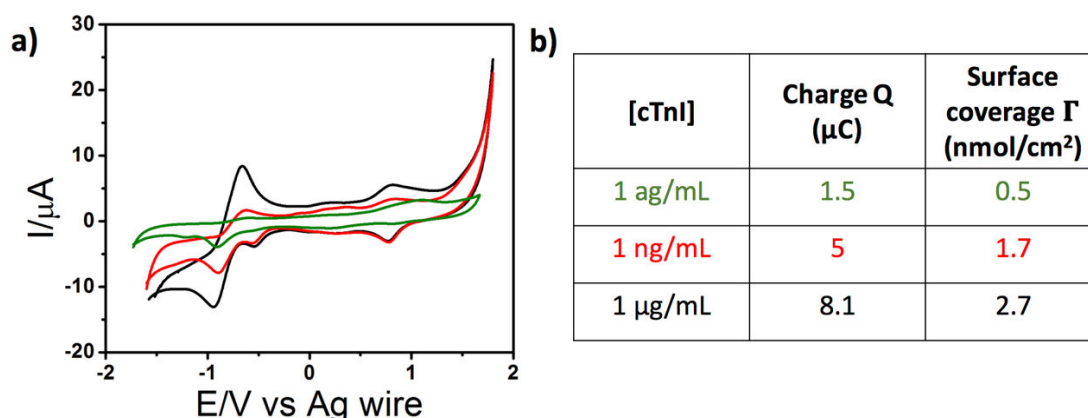 a)
30
20
10
0
-10
-20
I/μA
-2 -1 0 1 2
E/V vs Ag wire
b)
[cTnI] Charge Q (μC) Surface coverage Γ (nmol/cm²)
1 ag/mL 1.5 0.5
1 ng/mL 5 1.7
1 μg/mL 8.1 2.7